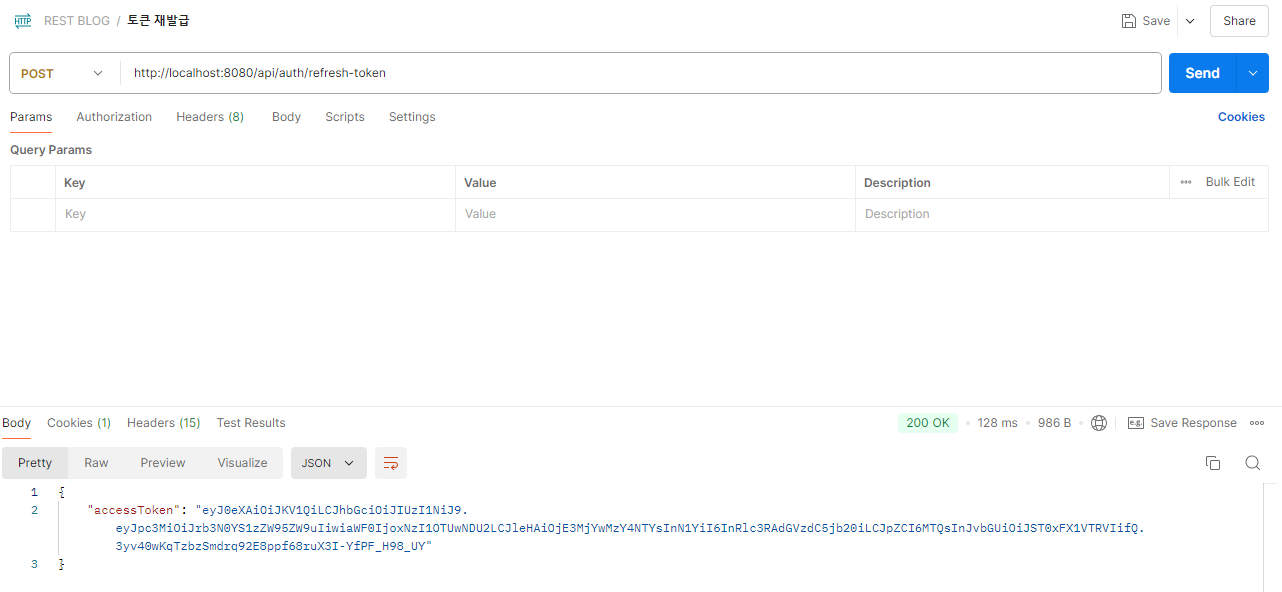 HTTP REST BLOG / 토큰 재발급 Save Share
POST http://localhost:8080/api/auth/refresh-token Send
Params Authorization Headers (8) Body Scripts Settings Cookies
Query Params
Key Value Description Bulk Edit
Key Value Description
Body Cookies (1) Headers (15) Test Results 200 OK 128 ms 986 B e.g. Save Response
Pretty Raw Preview Visualize JSON
1 {
2 "accessToken": "eyJ0eXAiOiJKV1QiLCJhbGciOiJIUzI1NiJ9.
eyJpc3MiOiJrb3N0YS1zZW95ZW9uIiwiaWF0IjoxNzI1OTUwNDU2LCJleHAiOjE3MjYwMzY4NTYsInN1YiI6InRlc3RAdGVzdC5jb20iLCJpZCI6MTQsInJvbGUiOiJST0xFX1VTRVIifQ.
3yv40wKqTzbzSmdrq92E8ppf68ruX3I-YfPF_H98_UY"
3 }